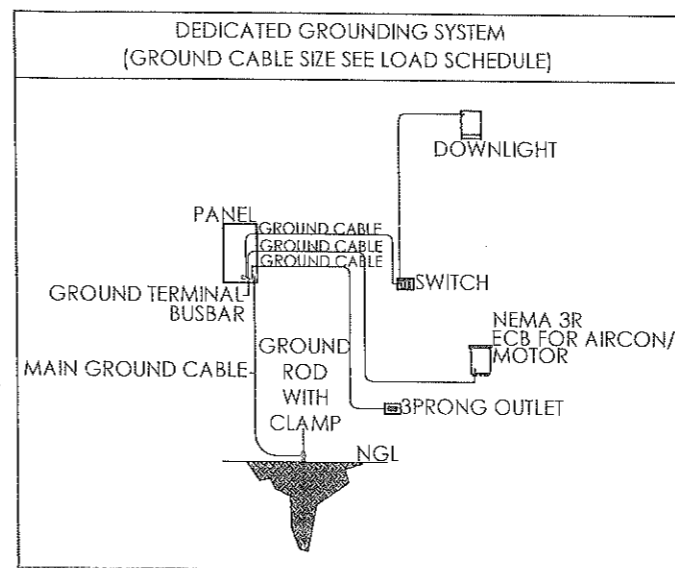 DEDICATED GROUNDING SYSTEM
(GROUND CABLE SIZE SEE LOAD SCHEDULE)
DOWNLIGHT
PANEL
GROUND CABLE
GROUND CABLE
GROUND CABLE
SWITCH
GROUND TERMINAL
BUSBAR
NEMA 3R
ECB FOR AIRCON/
MOTOR
MAIN GROUND CABLE
GROUND
ROD
WITH
CLAMP
3PRONG OUTLET
NGL